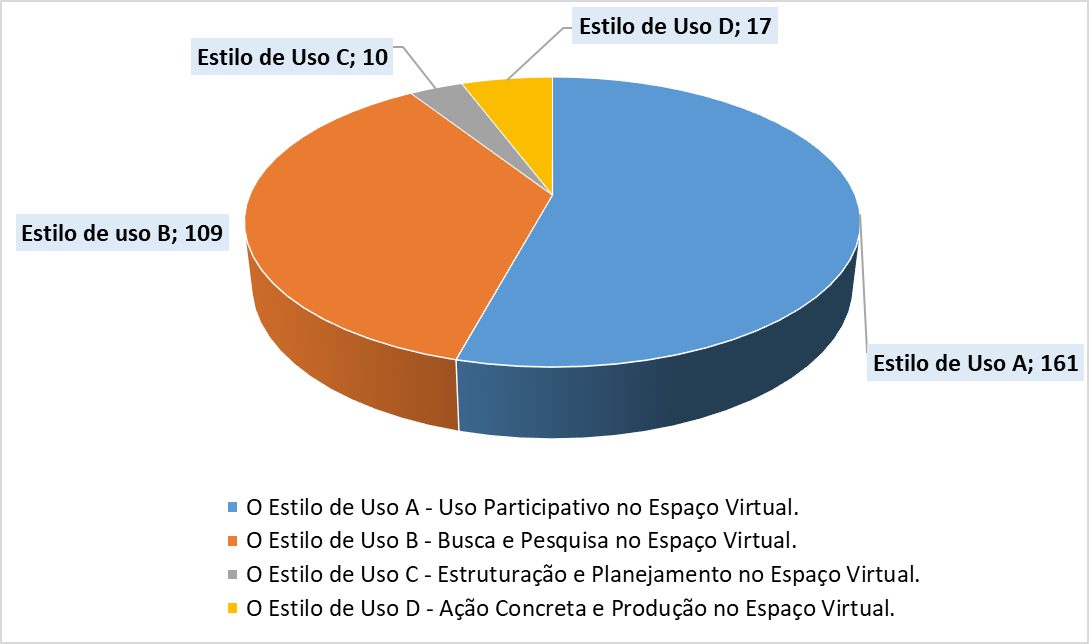 Estilo de Uso D; 17
Estilo de Uso C; 10
Estilo de uso B; 109
Estilo de Uso A; 161
O Estilo de Uso A - Uso Participativo no Espaço Virtual.
O Estilo de Uso B - Busca e Pesquisa no Espaço Virtual.
O Estilo de Uso C - Estruturação e Planejamento no Espaço Virtual.
O Estilo de Uso D - Ação Concreta e Produção no Espaço Virtual.